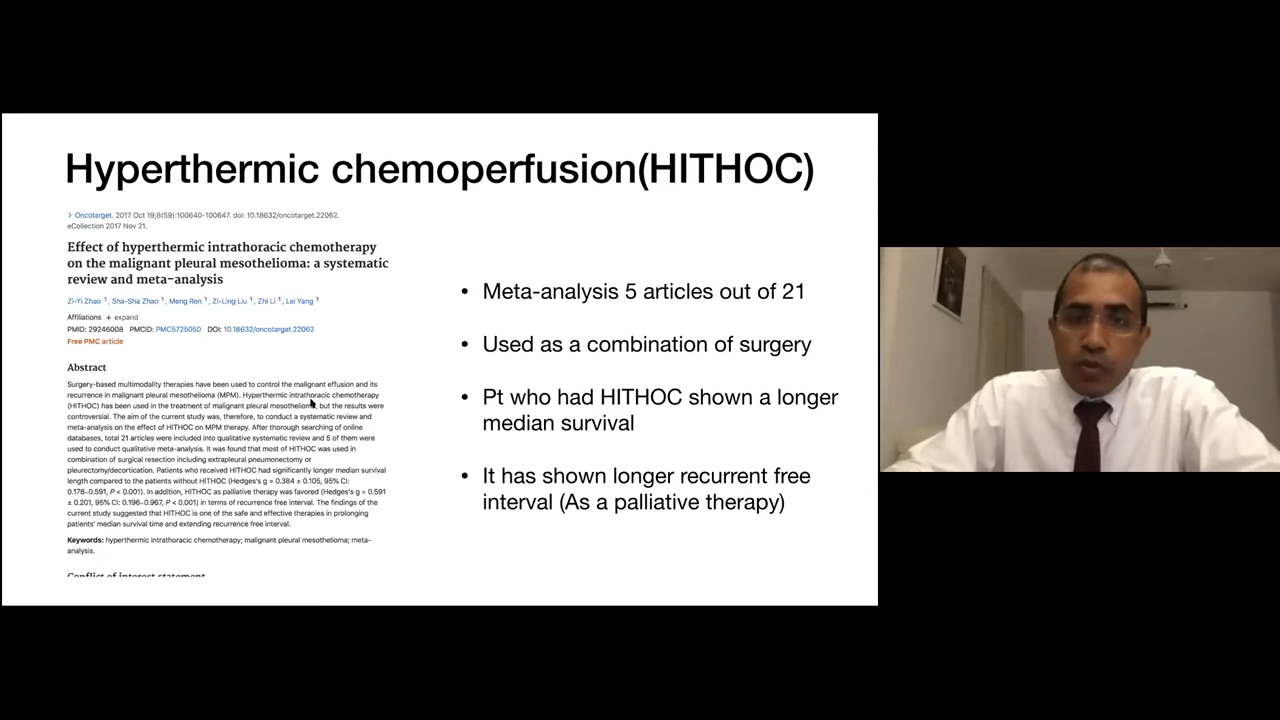 Hyperthermic chemoperfusion(HITHOC)
> Oncotarget. 2017 Oct 19;8(59):100640-100647. doi: 10.18632/oncotarget.22062.
eCollection 2017 Nov 21.
Effect of hyperthermic intrathoracic chemotherapy
on the malignant pleural mesothelioma: a systematic
review and meta-analysis
Zi-Yi Zhao 1, Sha-Sha Zhao 1, Meng Ren 1, Zi-Ling Liu 1, Zhi Li 1, Lei Yang 1
Affiliations + expand
PMID: 29246008 PMCID: PMC5725050 DOI: 10.18632/oncotarget.22062
Free PMC article
Abstract
Surgery-based multimodality therapies have been used to control the malignant effusion and its
recurrence in malignant pleural mesothelioma (MPM). Hyperthermic intrathoracic chemotherapy
(HITHOC) has been used in the treatment of malignant pleural mesothelioma, but the results were
controversial. The aim of the current study was, therefore, to conduct a systematic review and
meta-analysis on the effect of HITHOC on MPM therapy. After thorough searching of online
databases, total 21 articles were included into qualitative systematic review and 5 of them were
used to conduct qualitative meta-analysis. It was found that most of HITHOC was used in
combination of surgical resection including extrapleural pneumonectomy or
pleurectomy/decortication. Patients who received HITHOC had significantly longer median survival
length compared to the patients without HITHOC (Hedges's g = 0.384 ± 0.105, 95% CI:
0.178-0.591, P < 0.001). In addition, HITHOC as palliative therapy was favored (Hedges's g = 0.591
± 0.201, 95% CI: 0.196-0.967, P < 0.001) in terms of recurrence free interval. The findings of the
current study suggested that HITHOC is one of the safe and effective therapies in prolonging
patients' median survival time and extending recurrence free interval.
Keywords: hyperthermic intrathoracic chemotherapy; malignant pleural mesothelioma; meta-
analysis.
Conflict of interest statement
• Meta-analysis 5 articles out of 21
• Used as a combination of surgery
• Pt who had HITHOC shown a longer
median survival
• It has shown longer recurrent free
interval (As a palliative therapy)